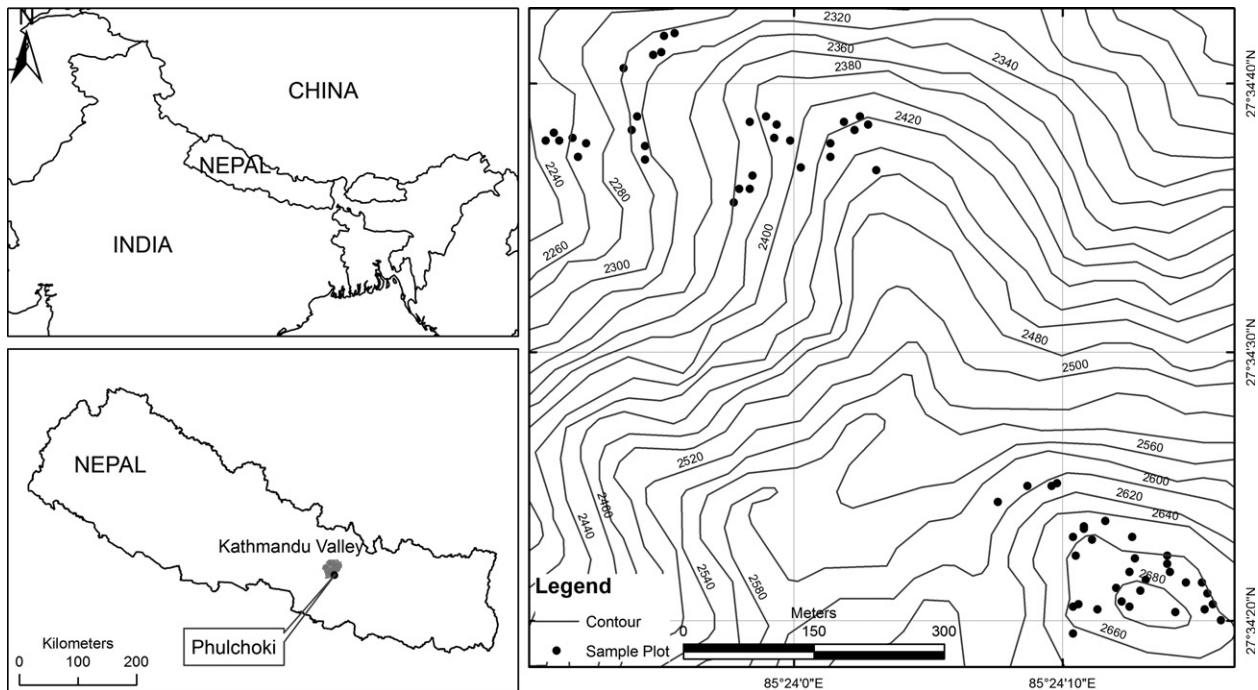 N
CHINA
NEPAL
INDIA
NEPAL
Kathmandu Valley
Phulchoki
Kilometers
0 100 200
2320
2360
2340
2380
2420
2240
2280
2400
2260
2300
2480
2500
2560
2520
2600
2620
2460
2640
2440
2680
2540
2580
2660
Legend
Contour
Sample Plot
Meters
0 150 300
27°34'40"N
27°34'30"N
27°34'20"N
85°24'0"E
85°24'10"E